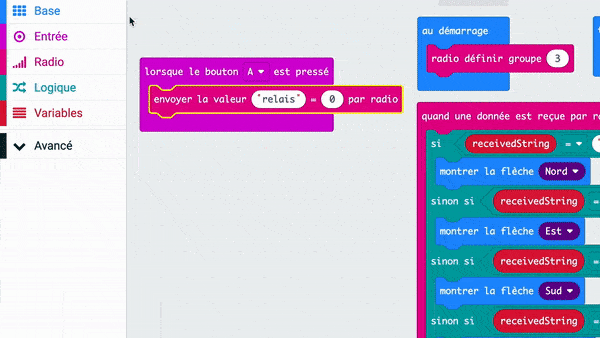 Base
Entrée
Radio
Logique
Variables
Avancé
lorsque le bouton A est pressé
envoyer la valeur "relais" = 0 par radio
au démarrage
radio définir groupe 3
quand une donnée est reçue par
si receivedString =
montrer la flèche Nord
sinon si receivedString =
montrer la flèche Est
sinon si receivedString =
montrer la flèche Sud
sinon si receivedString =